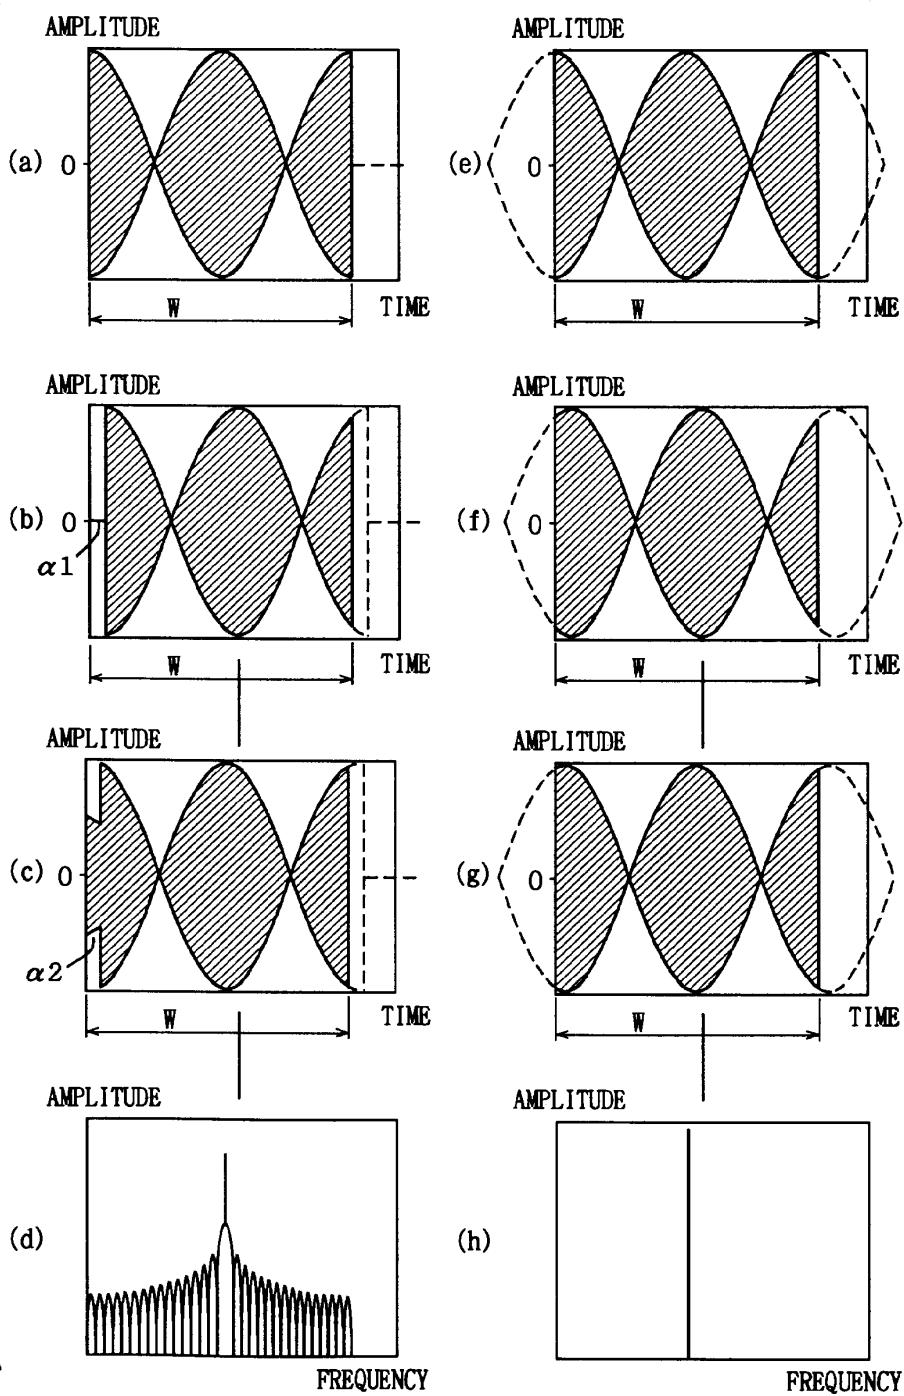 AMPLITUDE
(a) 0
W
TIME
AMPLITUDE
(b) 0
α1
W
TIME
AMPLITUDE
(c) 0
α2
W
TIME
AMPLITUDE
(d)
FREQUENCY
AMPLITUDE
(e) 0
W
TIME
AMPLITUDE
(f) 0
W
TIME
AMPLITUDE
(g) 0
W
TIME
AMPLITUDE
(h)
FREQUENCY